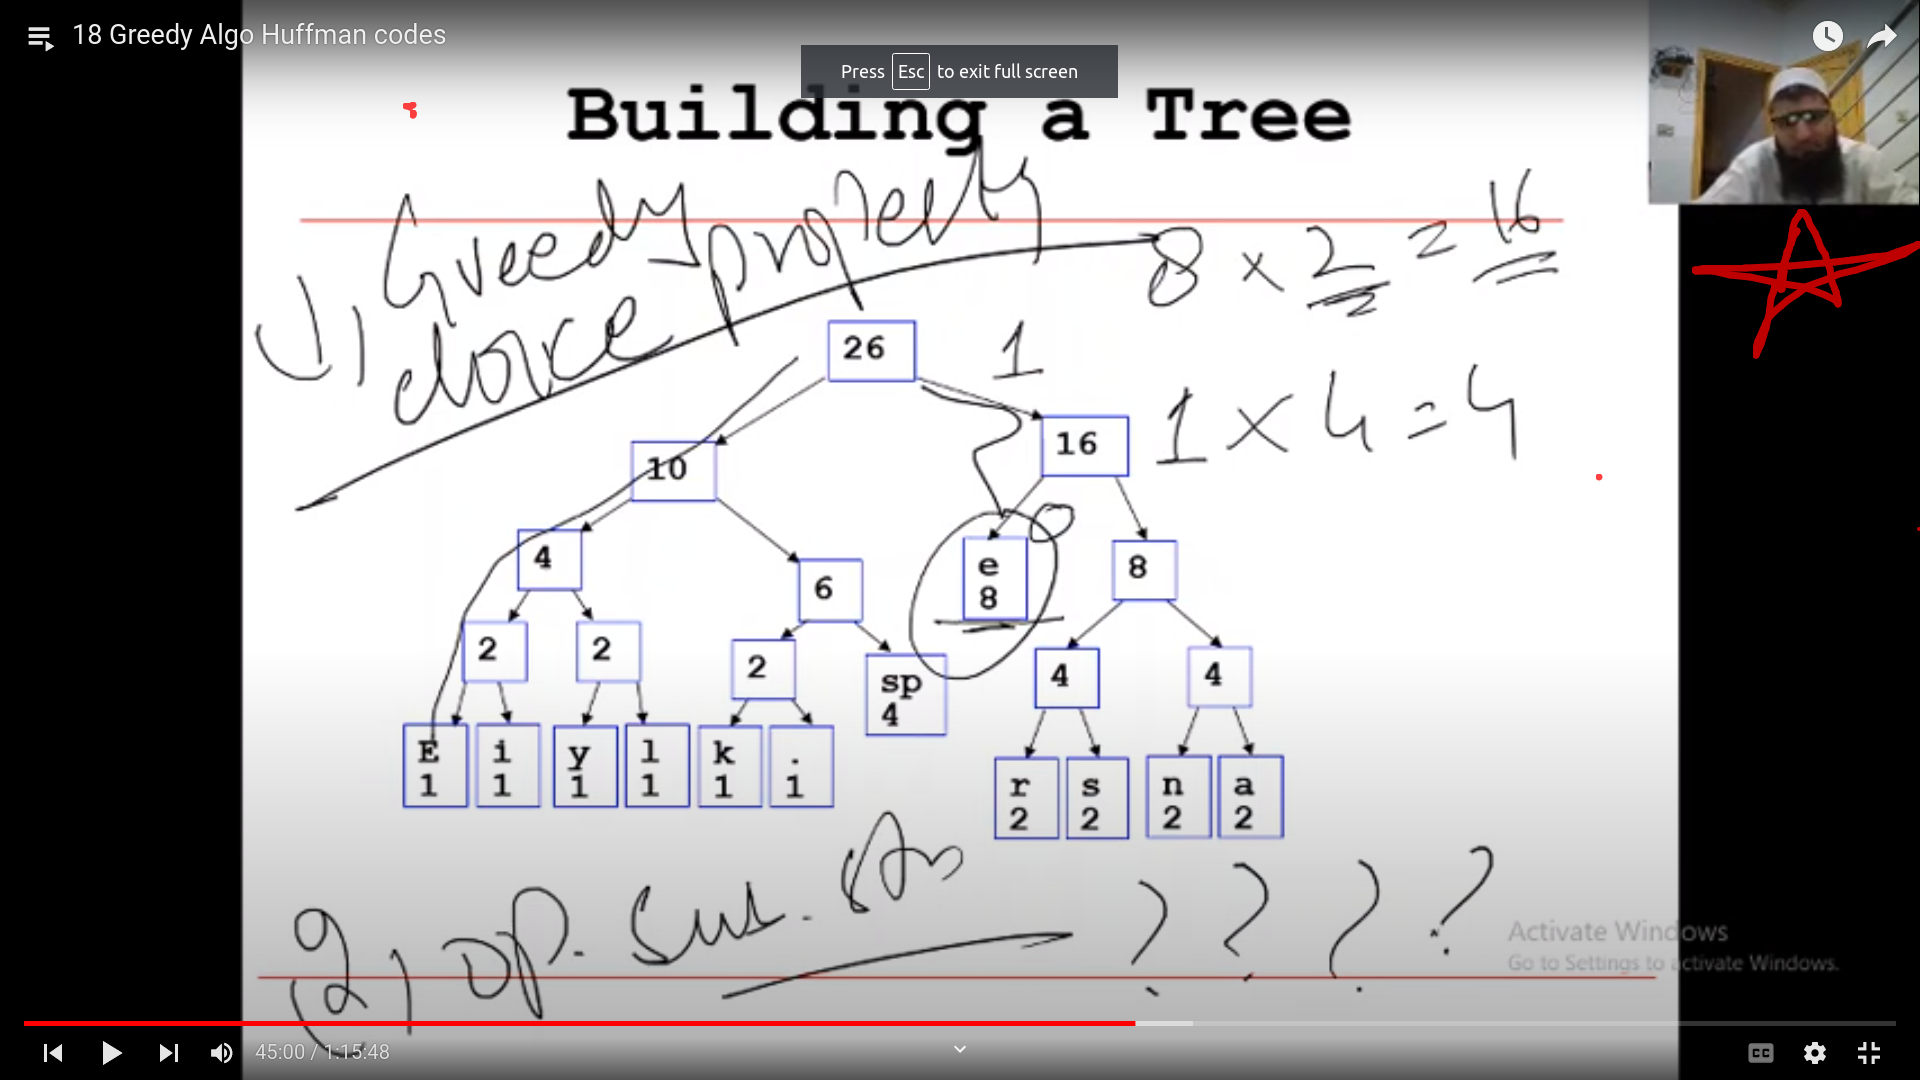 18 Greedy Algo Huffman codes
Press Esc to exit full screen
Building a Tree
1) Greedy choice property
8 x 2 = 16
1 x 4 = 4
1
26
10
16
4
6
e
8
0
8
2
2
2
sp
4
4
4
E
1
i
1
y
1
l
1
k
1
.
1
r
2
s
2
n
2
a
2
2) op. sub. str
? ? ? ?
Activate Windows
Go to Settings to activate Windows.
45:00 / 1:15:48
CC